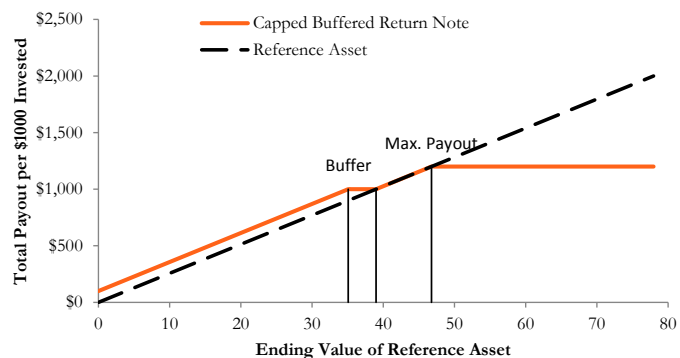 $2,500
Capped Buffered Return Note
Reference Asset
$2,000
$1,500
Max. Payout
Buffer
$1,000
$500
$0
Total Payout per $1000 Invested
0 10 20 30 40 50 60 70 80
Ending Value of Reference Asset